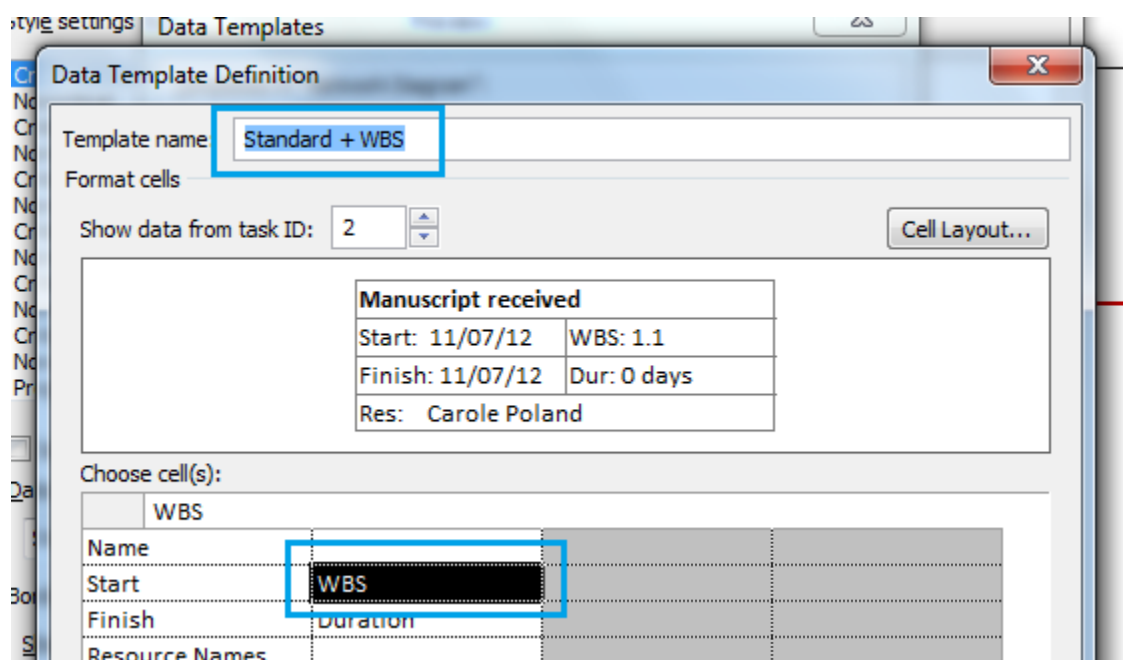 Style settings
Data Templates
Data Template Definition
Template name:
Standard + WBS
Format cells
Show data from task ID:
2
Cell Layout...
Manuscript received
Start: 11/07/12
WBS: 1.1
Finish: 11/07/12
Dur: 0 days
Res: Carole Poland
Choose cell(s):
WBS
Name
Start
WBS
Finish
Duration
Resource Names